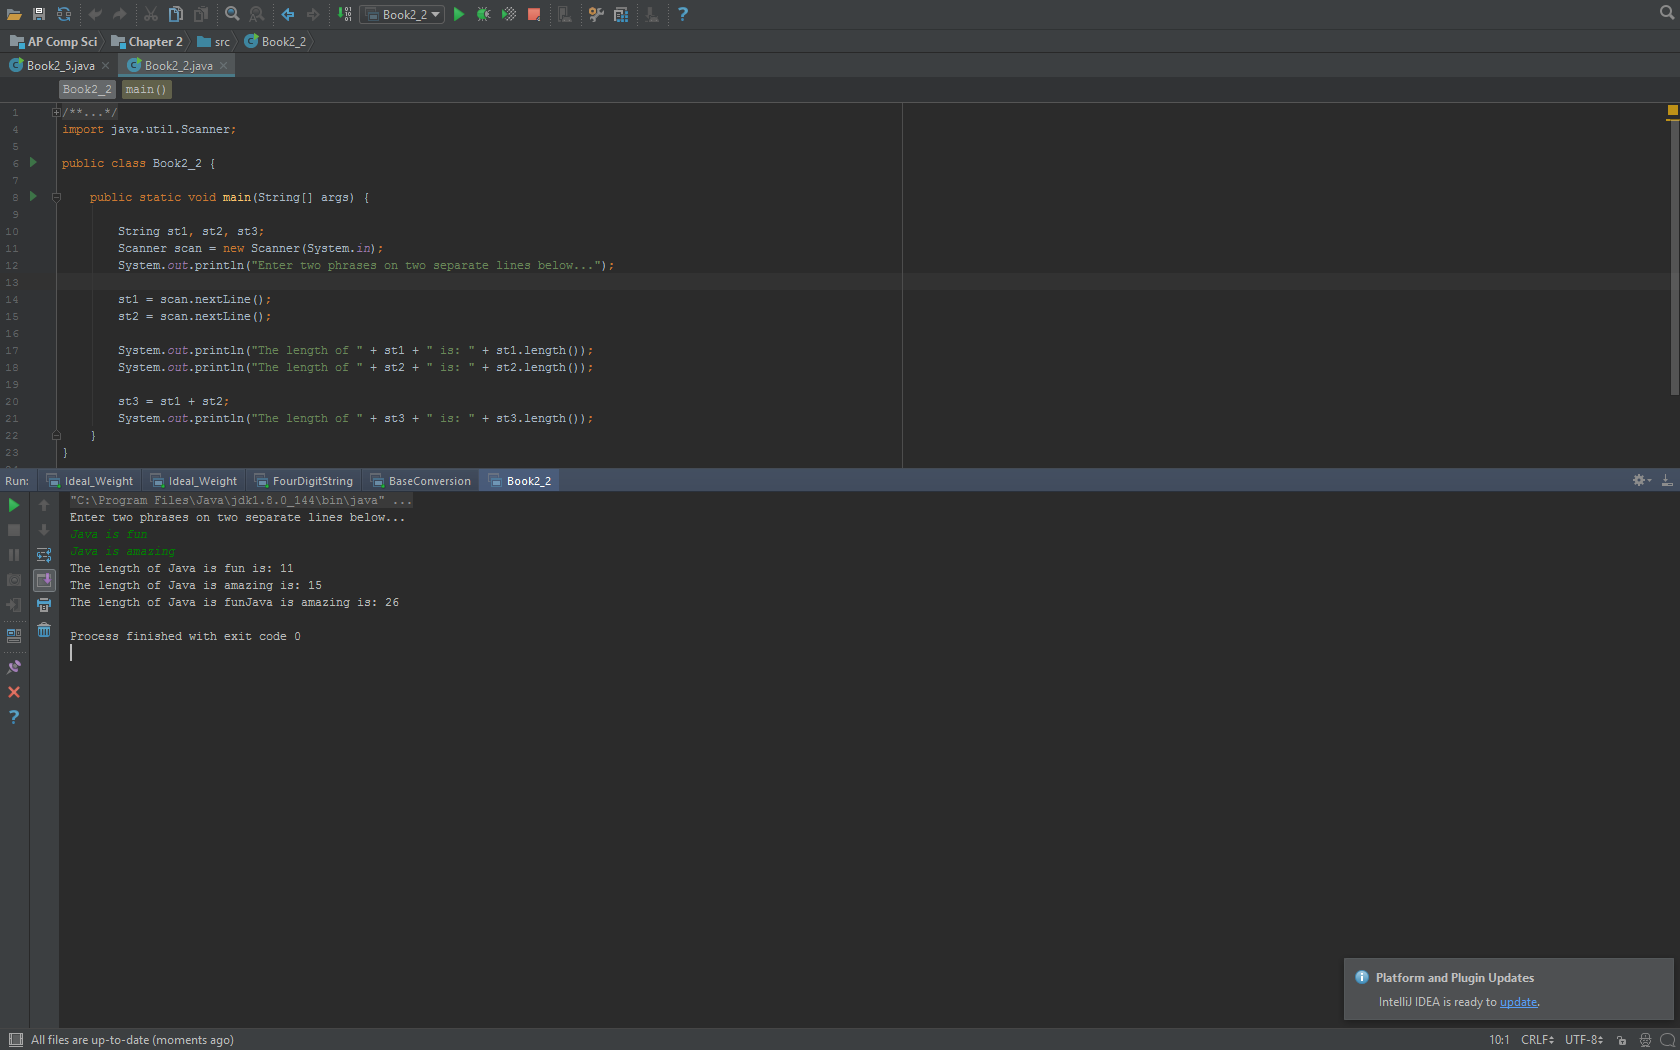 Book2_2
AP Comp Sci Chapter 2 src Book2_2
Book2_5.java Book2_2.java
Book2_2 main()
1 /**...*/
4 import java.util.Scanner;
5
6 public class Book2_2 {
7
8 public static void main(String[] args) {
9
10 String st1, st2, st3;
11 Scanner scan = new Scanner(System.in);
12 System.out.println("Enter two phrases on two separate lines below...");
13
14 st1 = scan.nextLine();
15 st2 = scan.nextLine();
16
17 System.out.println("The length of " + st1 + " is: " + st1.length());
18 System.out.println("The length of " + st2 + " is: " + st2.length());
19
20 st3 = st1 + st2;
21 System.out.println("The length of " + st3 + " is: " + st3.length());
22 }
23 }
Run: Ideal_Weight Ideal_Weight FourDigitString BaseConversion Book2_2
"C:\Program Files\Java\jdk1.8.0_144\bin\java" ...
Enter two phrases on two separate lines below...
Java is fun
Java is amazing
The length of Java is fun is: 11
The length of Java is amazing is: 15
The length of Java is funJava is amazing is: 26
Process finished with exit code 0
Platform and Plugin Updates
IntelliJ IDEA is ready to update.
All files are up-to-date (moments ago) 10:1 CRLF UTF-8